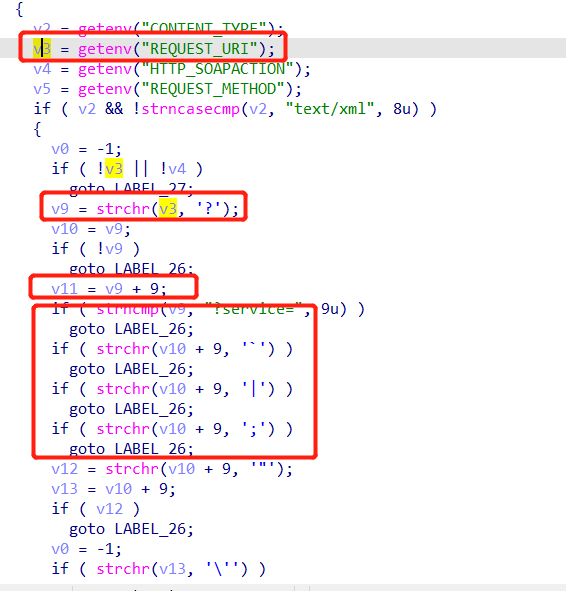 {
v2 = getenv("CONTENT_TYPE");
v3 = getenv("REQUEST_URI");
v4 = getenv("HTTP_SOAPACTION");
v5 = getenv("REQUEST_METHOD");
if ( v2 && !strncasecmp(v2, "text/xml", 8u) )
{
v0 = -1;
if ( !v3 || !v4 )
goto LABEL_27;
v9 = strchr(v3, '?');
v10 = v9;
if ( !v9 )
goto LABEL_26;
v11 = v9 + 9;
if ( strncmp(v9, "?service=", 9u) )
goto LABEL_26;
if ( strchr(v10 + 9, '`') )
goto LABEL_26;
if ( strchr(v10 + 9, '|') )
goto LABEL_26;
if ( strchr(v10 + 9, ';') )
goto LABEL_26;
v12 = strchr(v10 + 9, '"');
v13 = v10 + 9;
if ( v12 )
goto LABEL_26;
v0 = -1;
if ( strchr(v13, '\'') )